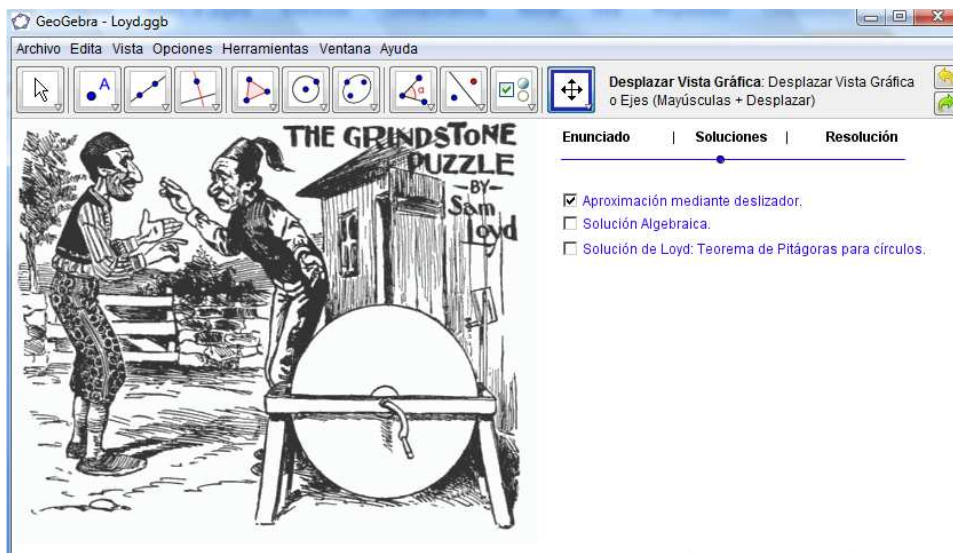 GeoGebra - Loyd.ggb
Archivo Edita Vista Opciones Herramientas Ventana Ayuda
A
α
Desplazar Vista Gráfica: Desplazar Vista Gráfica
o Ejes (Mayúsculas + Desplazar)
THE GRINDSTONE
PUZZLE
-BY-
Sam
Loyd
Enunciado | Soluciones | Resolución
Aproximación mediante deslizador.
Solución Algebraica.
Solución de Loyd: Teorema de Pitágoras para círculos.